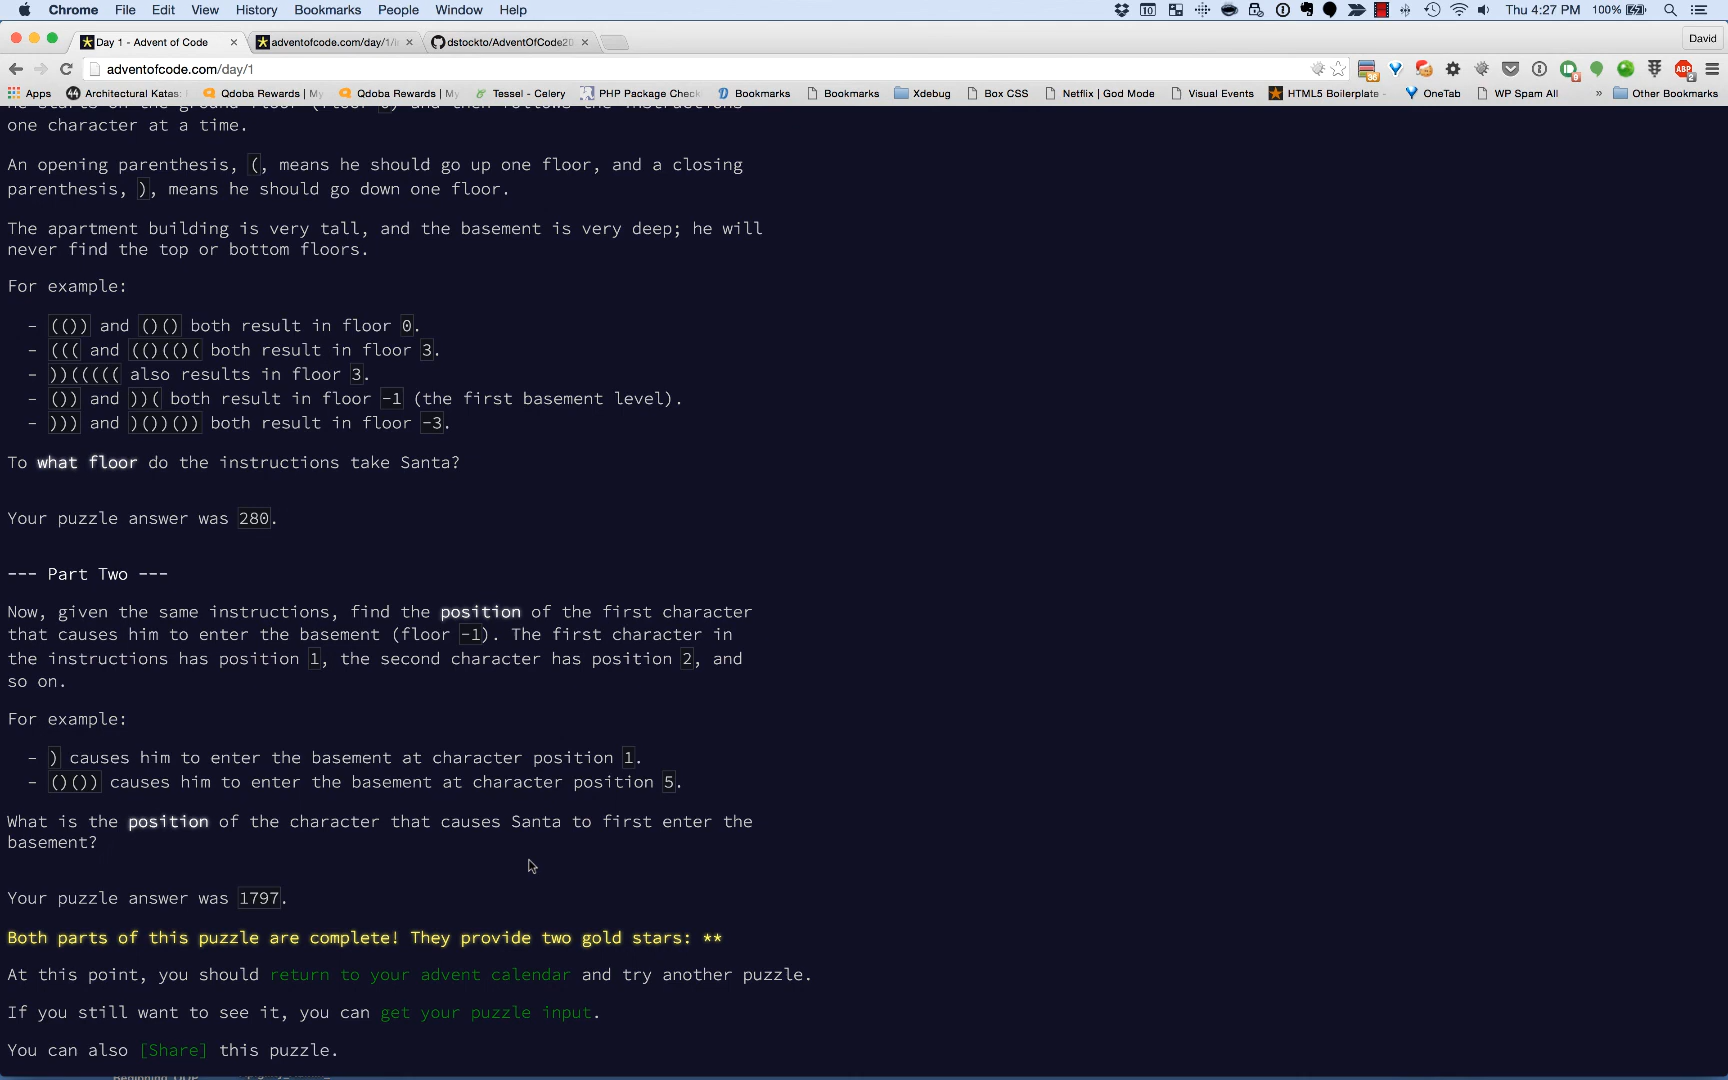 Chrome File Edit View History Bookmarks People Window Help Thu 4:27 PM 100%
Day 1 - Advent of Code adventofcode.com/day/1/i dstockto/AdventOfCode20 David
adventofcode.com/day/1
Apps Architectural Katas: Qdoba Rewards | My Qdoba Rewards | My Tessel - Celery PHP Package Check Bookmarks Bookmarks Xdebug Box CSS Netflix | God Mode Visual Events HTML5 Boilerplate - OneTab WP Spam All » Other Bookmarks
one character at a time.
An opening parenthesis, (, means he should go up one floor, and a closing
parenthesis, ), means he should go down one floor.
The apartment building is very tall, and the basement is very deep; he will
never find the top or bottom floors.
For example:
- (()) and ()() both result in floor 0.
- ((( and (()(()( both result in floor 3.
- ))((((( also results in floor 3.
- ()) and ))( both result in floor -1 (the first basement level).
- ))) and )())()) both result in floor -3.
To what floor do the instructions take Santa?
Your puzzle answer was 280.
--- Part Two ---
Now, given the same instructions, find the position of the first character
that causes him to enter the basement (floor -1). The first character in
the instructions has position 1, the second character has position 2, and
so on.
For example:
- ) causes him to enter the basement at character position 1.
- ()()) causes him to enter the basement at character position 5.
What is the position of the character that causes Santa to first enter the
basement?
Your puzzle answer was 1797.
Both parts of this puzzle are complete! They provide two gold stars: **
At this point, you should return to your advent calendar and try another puzzle.
If you still want to see it, you can get your puzzle input.
You can also [Share] this puzzle.